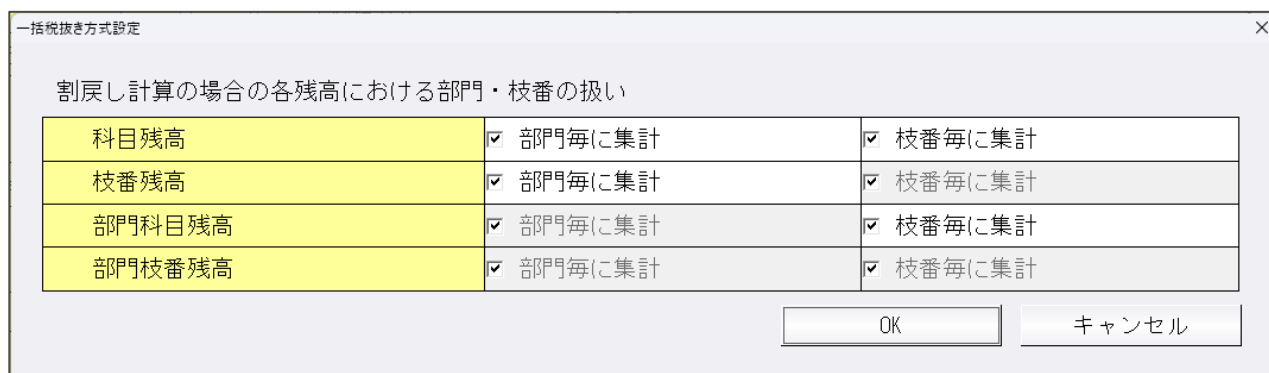 一括税抜き方式設定
割戻し計算の場合の各残高における部門・枝番の扱い
科目残高 部門毎に集計 枝番毎に集計
枝番残高 部門毎に集計 枝番毎に集計
部門科目残高 部門毎に集計 枝番毎に集計
部門枝番残高 部門毎に集計 枝番毎に集計
OK キャンセル